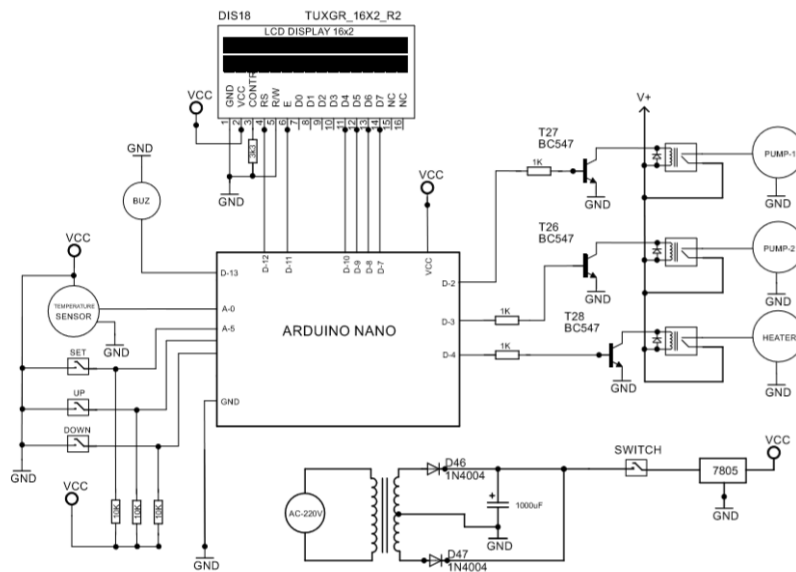 DIS18 TUXGR_16X2_R2
LCD DISPLAY 16x2
GND VCC CONTR RS R/W E D0 D1 D2 D3 D4 D5 D6 D7 NC NC
1 2 3 4 5 6 7 8 9 10 11 12 13 14 15 16
VCC
3k3
GND
GND
BUZ
VCC
VCC
V+
T27
BC547
1K
PUMP-1
GND
GND
T26
BC547
1K
PUMP-2
GND
GND
T28
BC547
1K
HEATER
GND
GND
D-12 D-11 D-10 D-9 D-8 D-7 VCC
D-13
A-0
A-5
GND
D-2
D-3
D-4
ARDUINO NANO
TEMPERATURE
SENSOR
GND
SET
UP
DOWN
GND
VCC
10K 10K 10K
GND
AC-220V
D46
1N4004
1000uF
GND
D47
1N4004
SWITCH
7805
GND
VCC